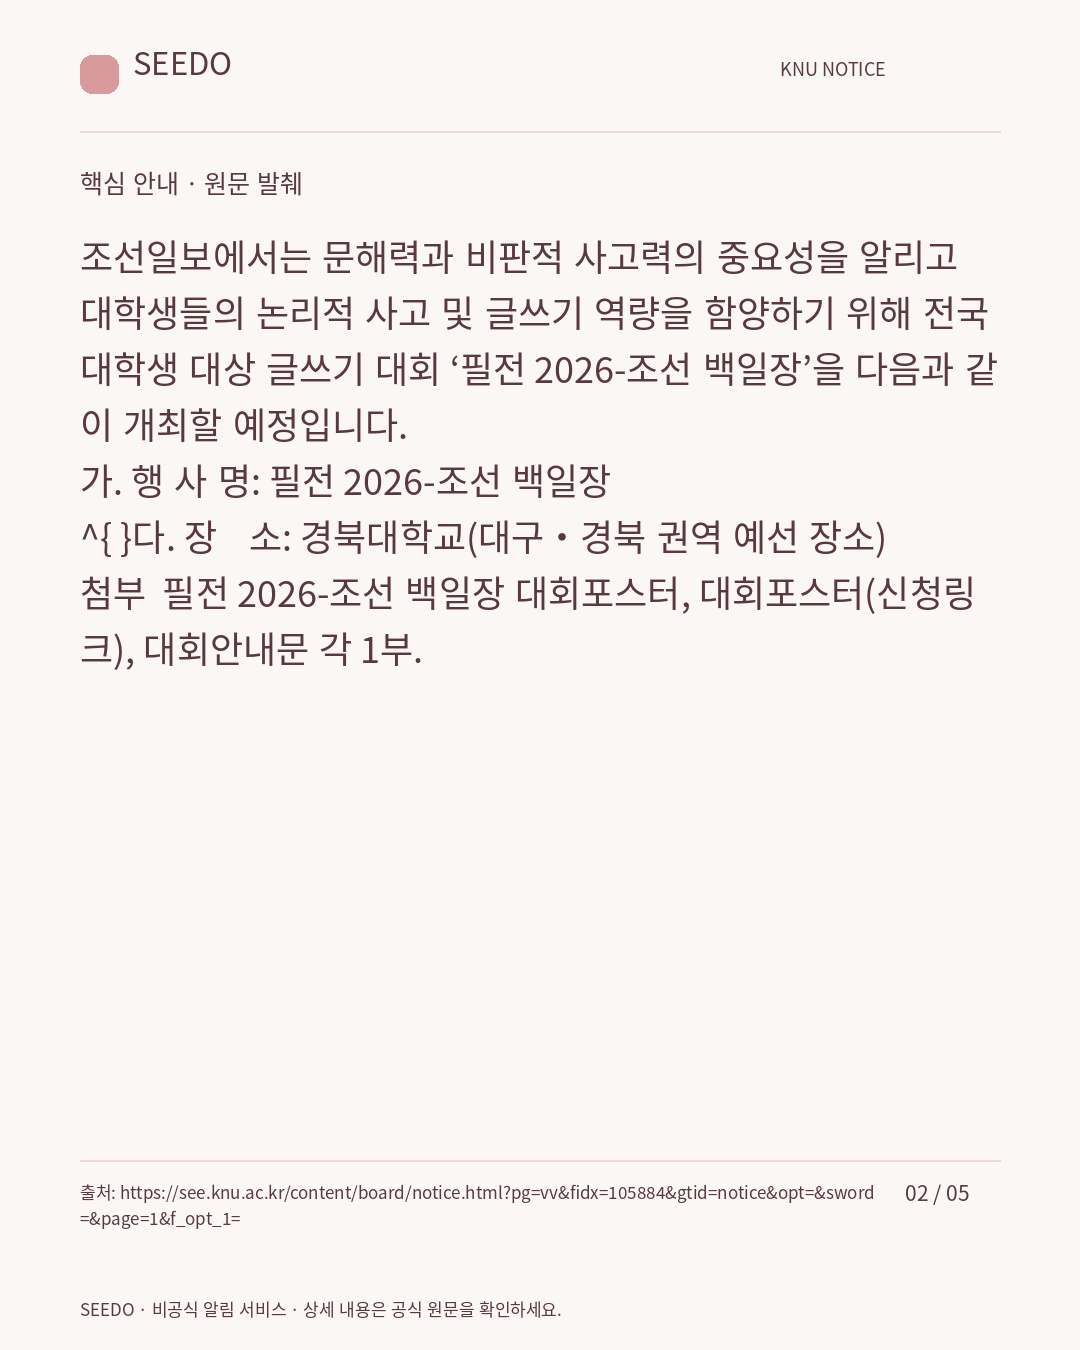 SEEDO
KNU NOTICE
핵심 안내 · 원문 발췌
조선일보에서는 문해력과 비판적 사고력의 중요성을 알리고
대학생들의 논리적 사고 및 글쓰기 역량을 함양하기 위해 전국
대학생 대상 글쓰기 대회 ‘필전 2026-조선 백일장’을 다음과 같
이 개최할 예정입니다.
가. 행 사 명: 필전 2026-조선 백일장
^{ }다. 장    소: 경북대학교(대구・경북 권역 예선 장소)
첨부  필전 2026-조선 백일장 대회포스터, 대회포스터(신청링
크), 대회안내문 각 1부.
출처: https://see.knu.ac.kr/content/board/notice.html?pg=vv&fidx=105884&gtid=notice&opt=&sword
=&page=1&f_opt_1=
02 / 05
SEEDO · 비공식 알림 서비스 · 상세 내용은 공식 원문을 확인하세요.